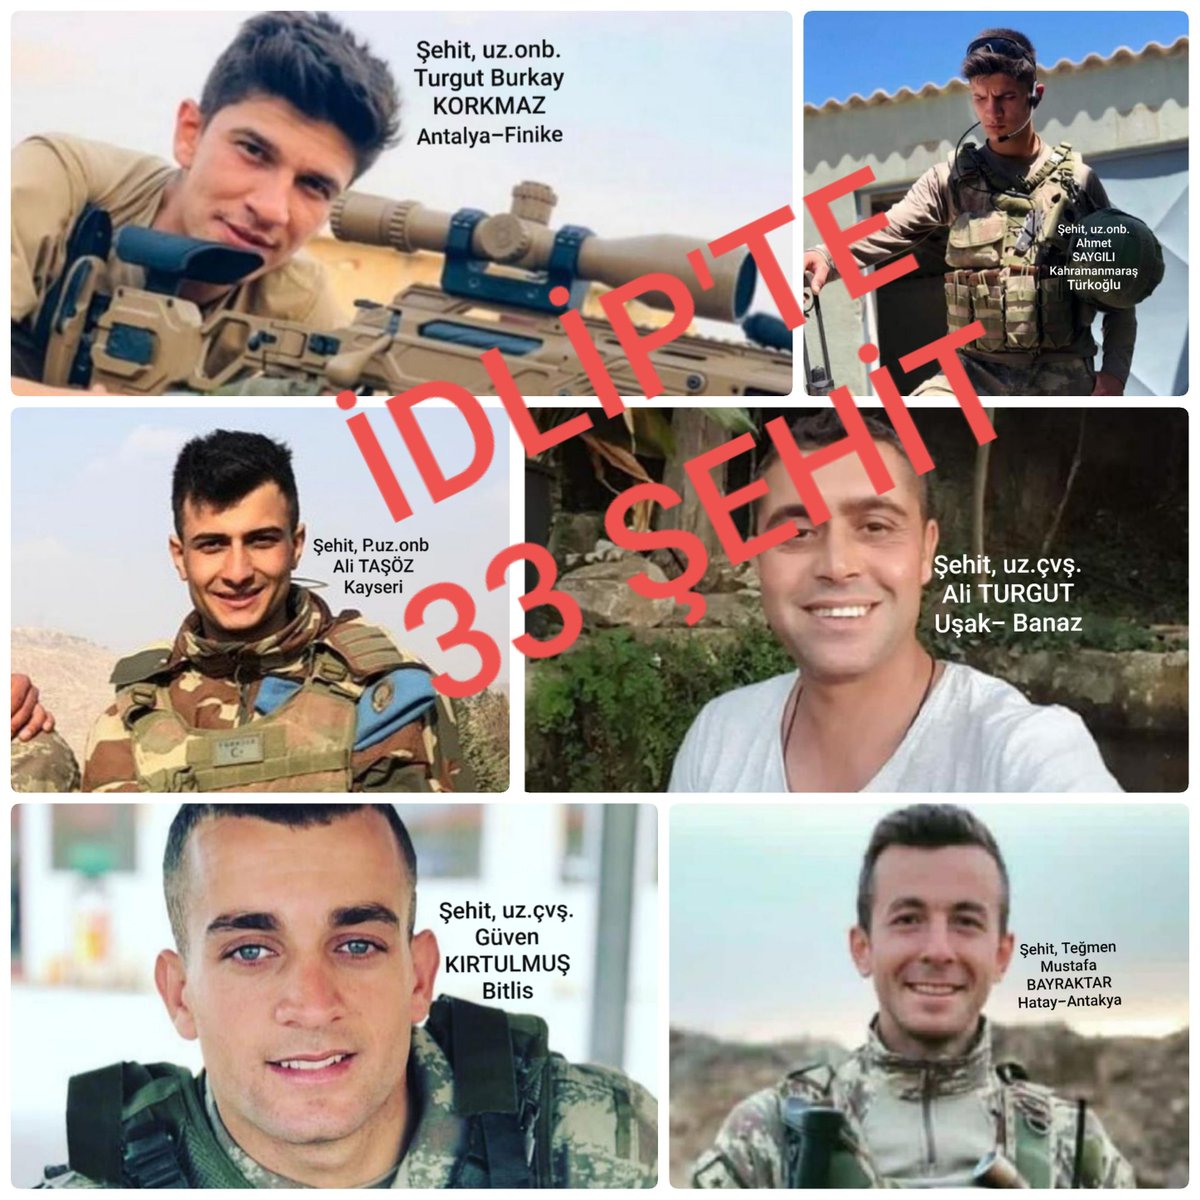 Şehit, uz.onb.
Turgut Burkay
KORKMAZ
Antalya–Finike
Şehit, uz.onb.
Ahmet
SAYGILI
Kahramanmaraş
Türkoğlu
İDLİP'TE
33 ŞEHİT
Şehit, P.uz.onb
Ali TAŞÖZ
Kayseri
TÜRKİYE
Şehit, uz.çvş.
Ali TURGUT
Uşak– Banaz
Şehit, uz.çvş.
Güven
KIRTULMUŞ
Bitlis
Şehit, Teğmen
Mustafa
BAYRAKTAR
Hatay–Antakya